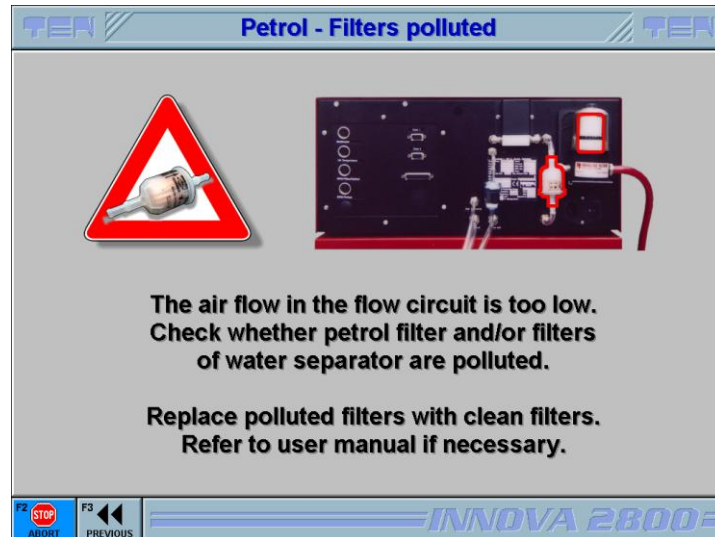 TEN
Petrol - Filters polluted
TEN
The air flow in the flow circuit is too low.
Check whether petrol filter and/or filters
of water separator are polluted.
Replace polluted filters with clean filters.
Refer to user manual if necessary.
F2
STOP
ABORT
F3
PREVIOUS
INNOVA 2800